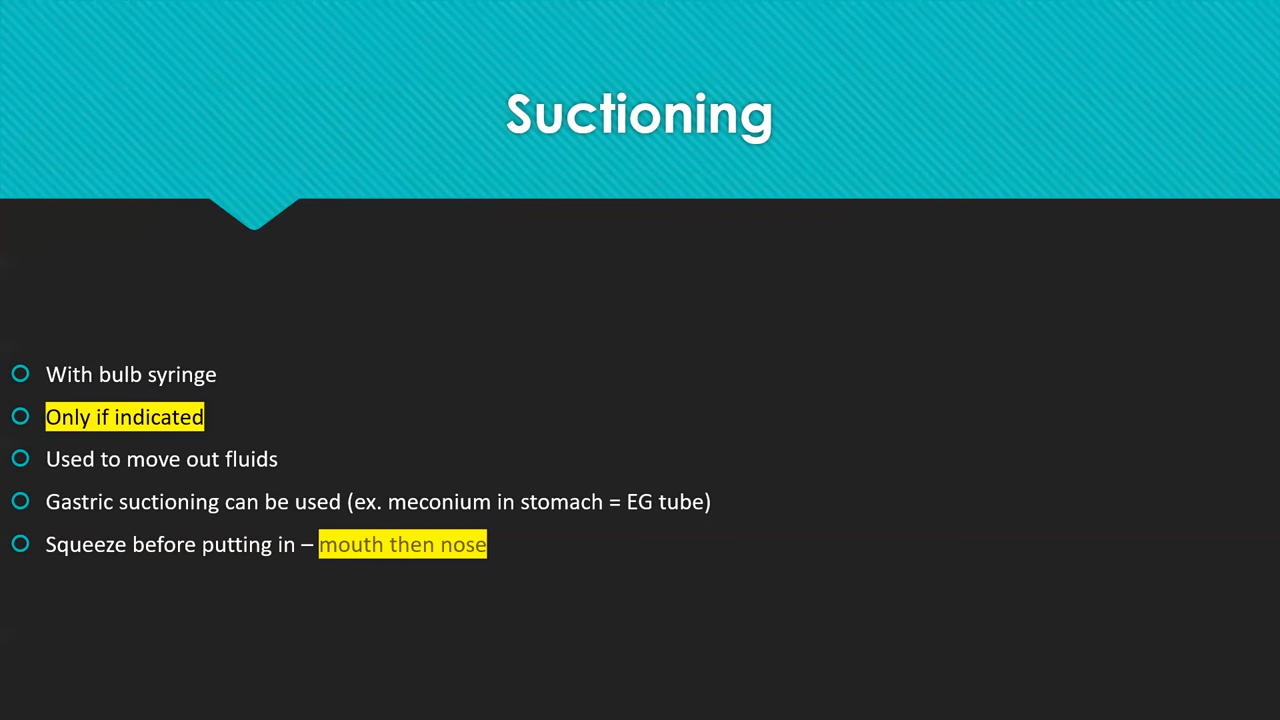 Suctioning
With bulb syringe
Only if indicated
Used to move out fluids
Gastric suctioning can be used (ex. meconium in stomach = EG tube)
Squeeze before putting in – mouth then nose